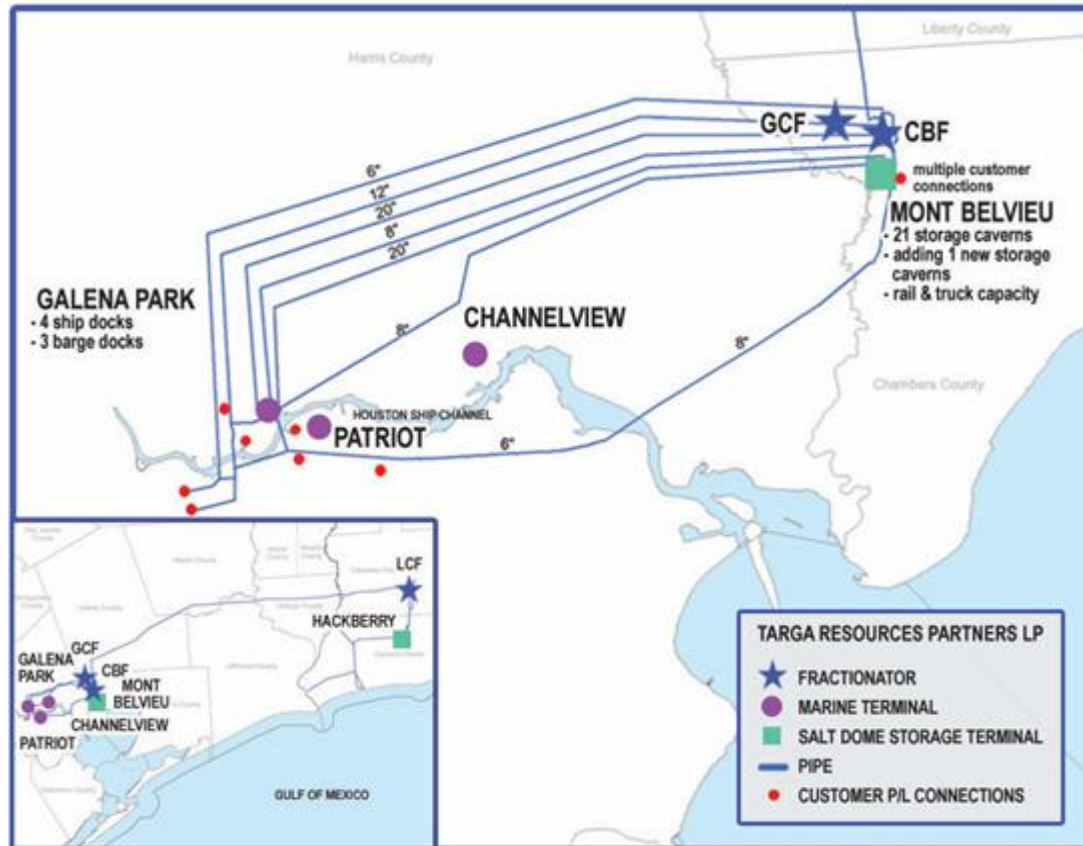 Liberty County
Harris County
GCF
CBF
multiple customer
connections
MONT BELVIEU
- 21 storage caverns
- adding 1 new storage
caverns
- rail & truck capacity
6"
12"
20"
8"
20"
GALENA PARK
- 4 ship docks
- 3 barge docks
8"
CHANNELVIEW
8"
Chambers County
HOUSTON SHIP CHANNEL
PATRIOT
6"
LCF
HACKBERRY
GCF
GALENA
PARK
CBF
MONT
BELVIEU
CHANNELVIEW
PATRIOT
GULF OF MEXICO
TARGA RESOURCES PARTNERS LP
FRACTIONATOR
MARINE TERMINAL
SALT DOME STORAGE TERMINAL
PIPE
CUSTOMER P/L CONNECTIONS